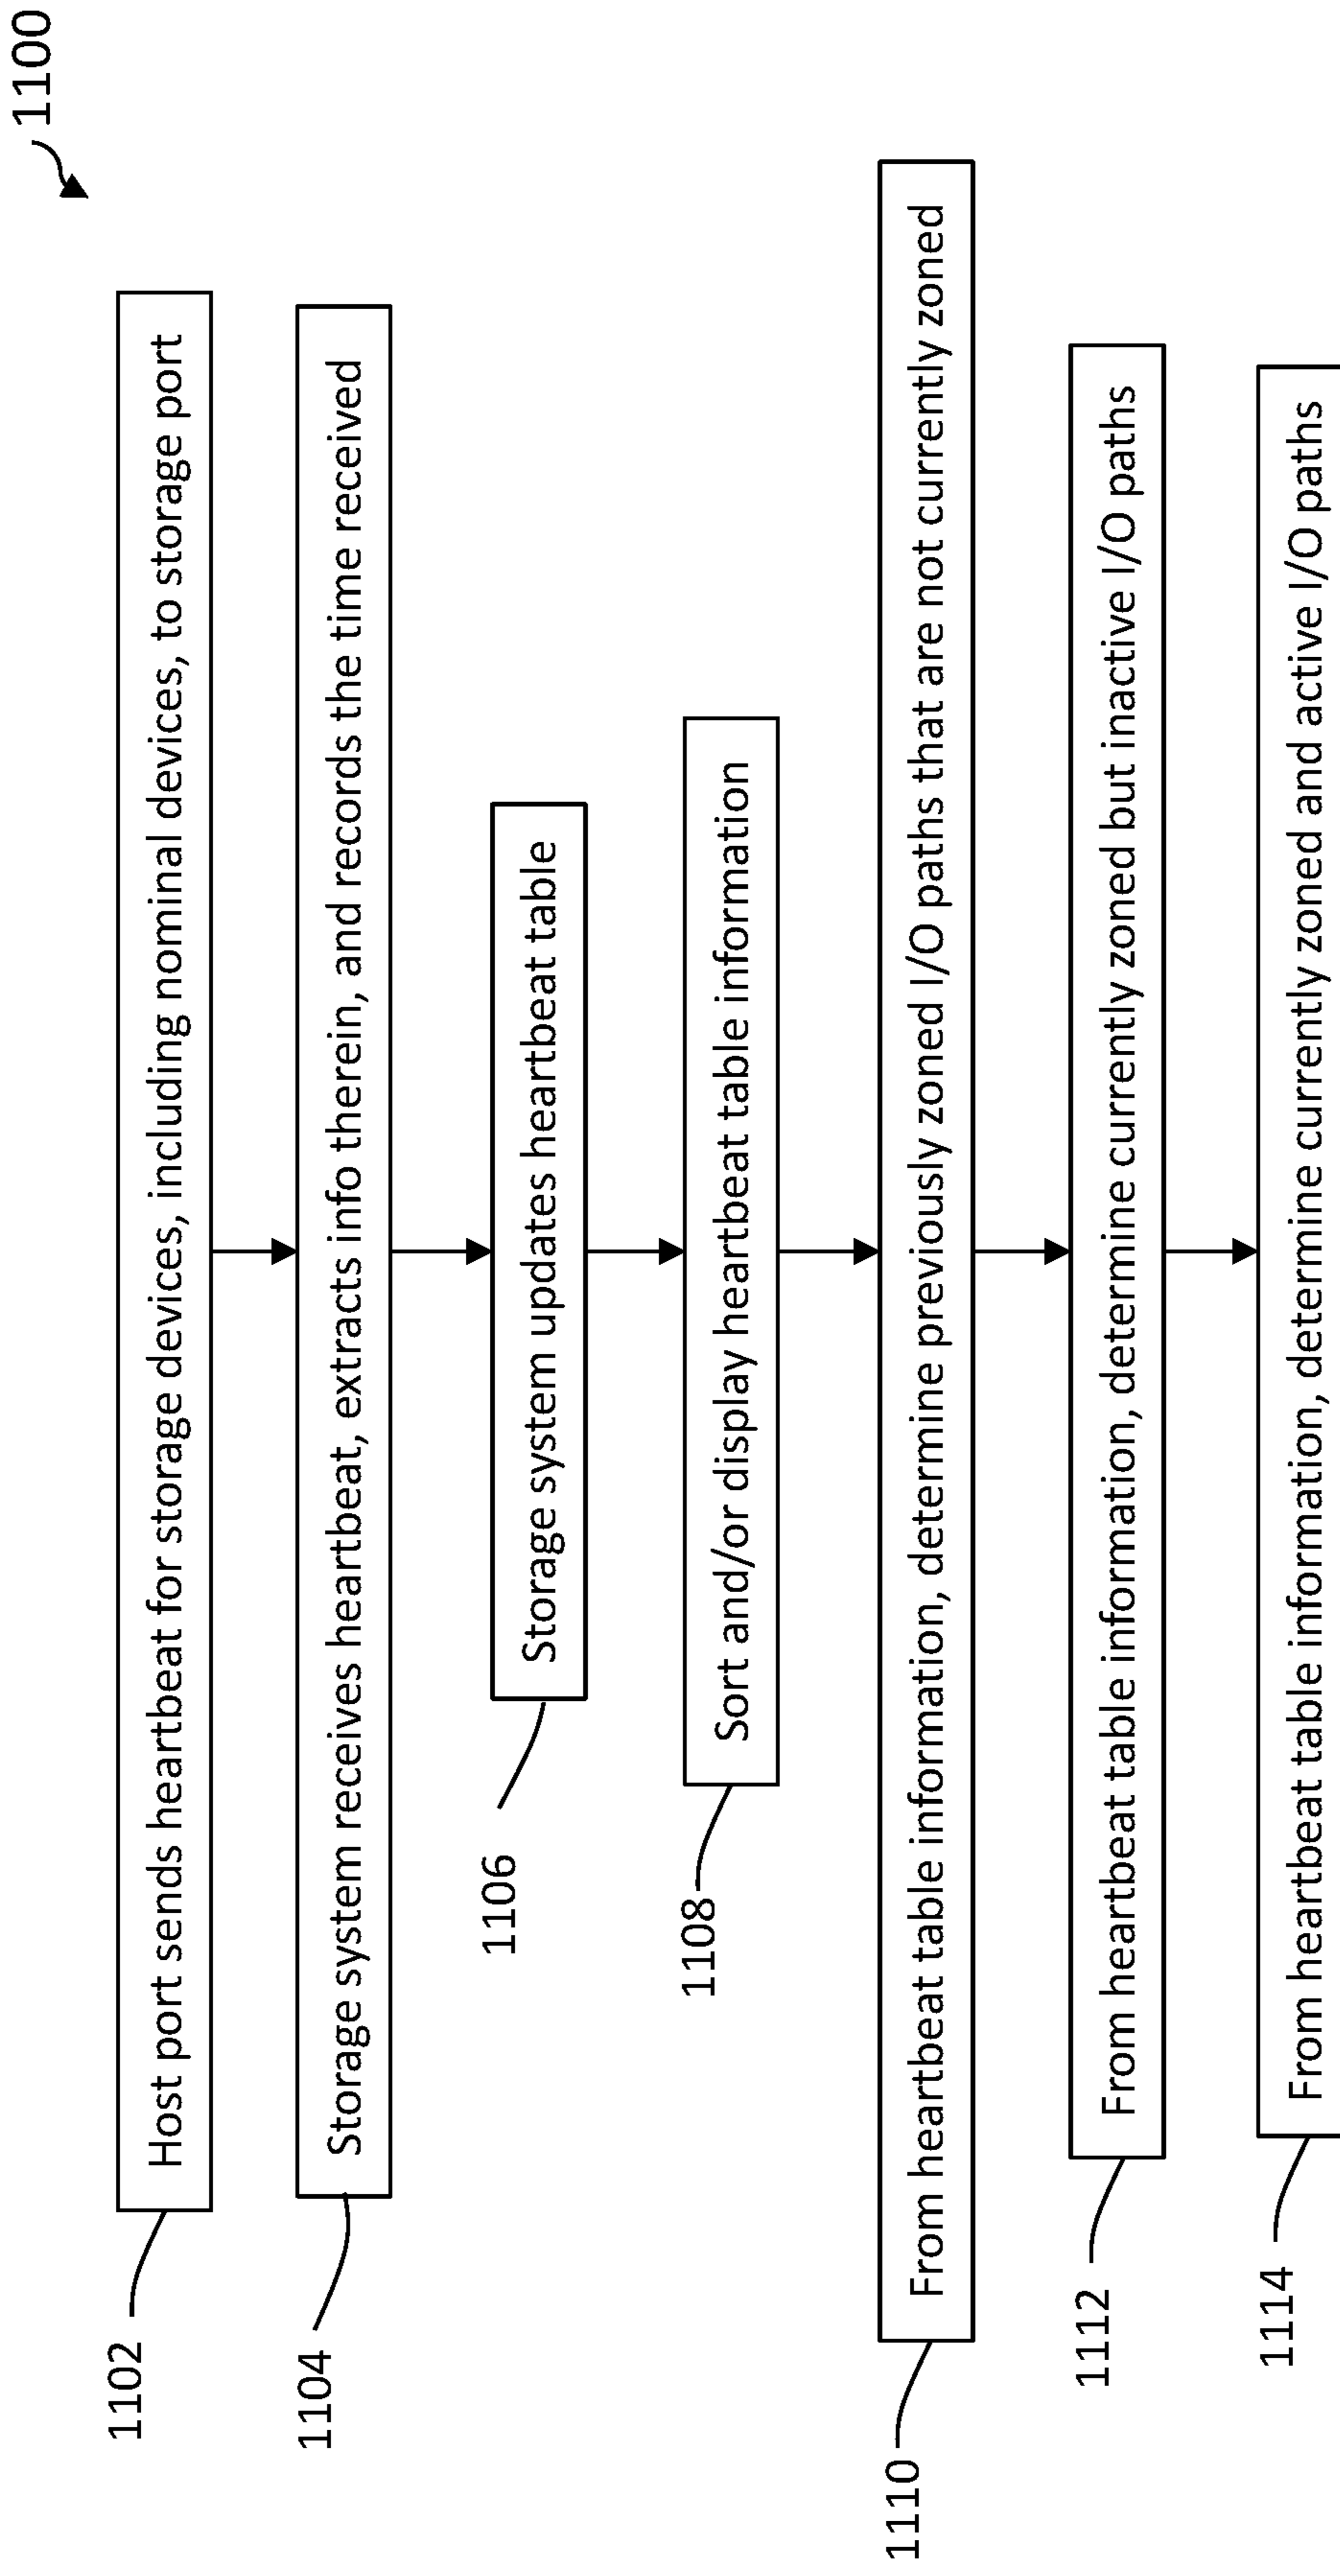 1100
1102
Host port sends heartbeat for storage devices, including nominal devices, to storage port
1104
Storage system receives heartbeat, extracts info therein, and records the time received
1106
Storage system updates heartbeat table
1108
Sort and/or display heartbeat table information
1110
From heartbeat table information, determine previously zoned I/O paths that are not currently zoned
1112
From heartbeat table information, determine currently zoned but inactive I/O paths
1114
From heartbeat table information, determine currently zoned and active I/O paths